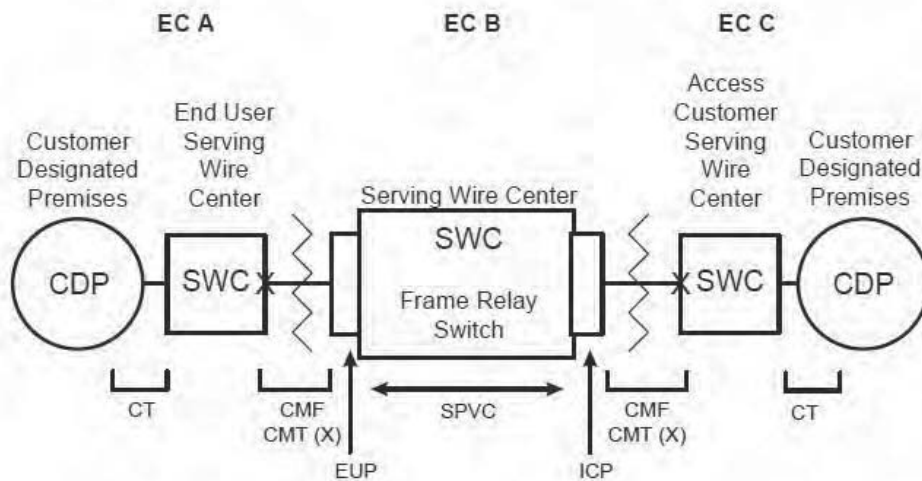 EC A
EC B
EC C
Customer
Designated
Premises
End User
Serving
Wire
Center
Serving Wire Center
Access
Customer
Serving
Wire
Center
Customer
Designated
Premises
CDP
SWC
X
SWC
Frame Relay
Switch
X
SWC
CDP
CT
CMF
CMT (X)
SPVC
CMF
CMT (X)
CT
EUP
ICP